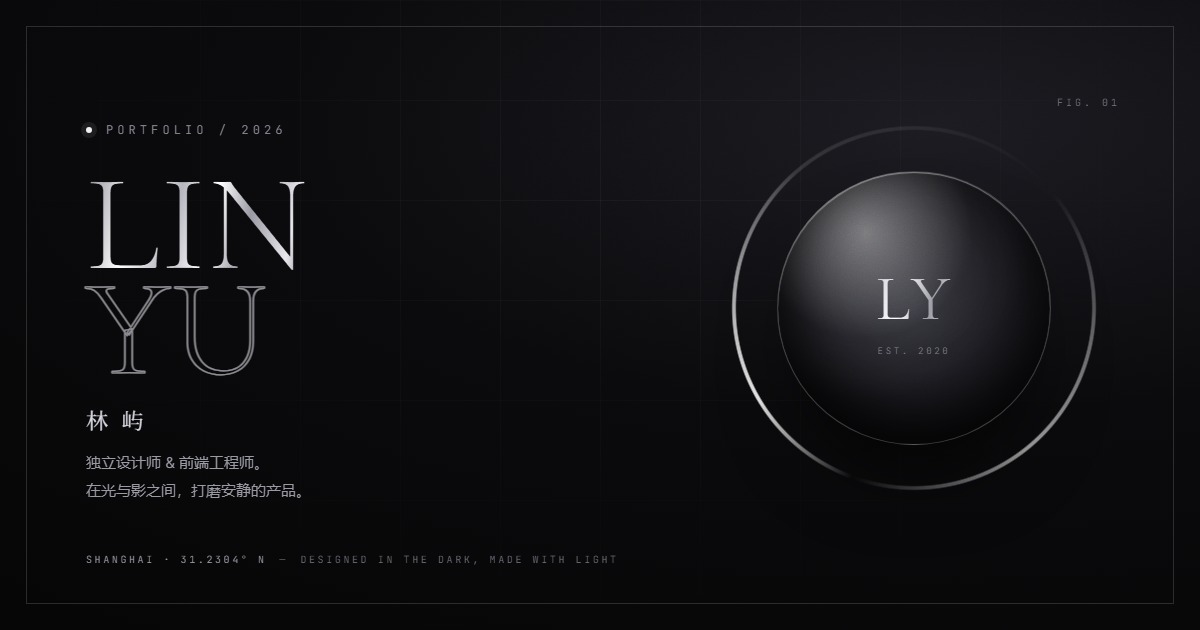 FIG. 01
PORTFOLIO / 2026
LIN
YU
林 屿
独立设计师 & 前端工程师。
在光与影之间，打磨安静的产品。
LY
EST. 2020
SHANGHAI · 31.2304° N — DESIGNED IN THE DARK, MADE WITH LIGHT